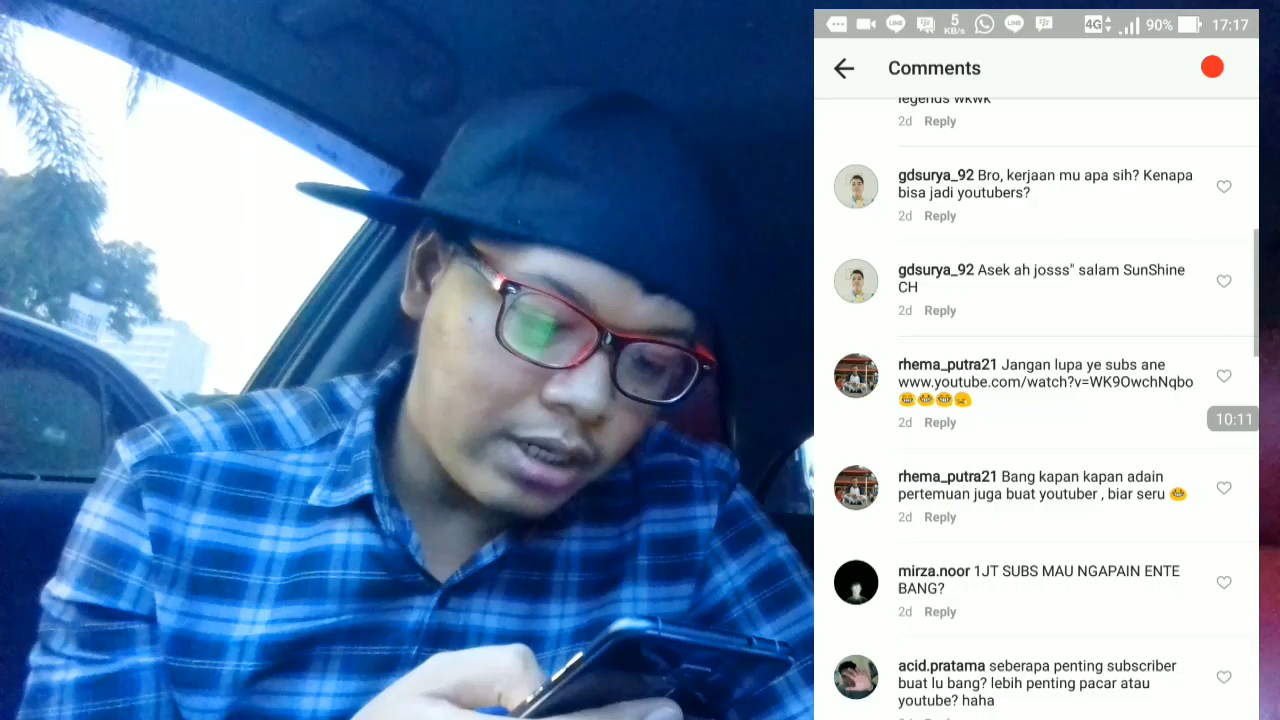 5
KB/s
4G
90%
17:17
Comments
legends wkwk
2d Reply
gdsurya_92 Bro, kerjaan mu apa sih? Kenapa
bisa jadi youtubers?
2d Reply
gdsurya_92 Asek ah josss" salam SunShine
CH
2d Reply
rhema_putra21 Jangan lupa ye subs ane
www.youtube.com/watch?v=WK9OwchNqbo
😂😂😂😘
2d Reply
10:11
rhema_putra21 Bang kapan kapan adain
pertemuan juga buat youtuber , biar seru 😂
2d Reply
mirza.noor 1JT SUBS MAU NGAPAIN ENTE
BANG?
2d Reply
acid.pratama seberapa penting subscriber
buat lu bang? lebih penting pacar atau
youtube? haha